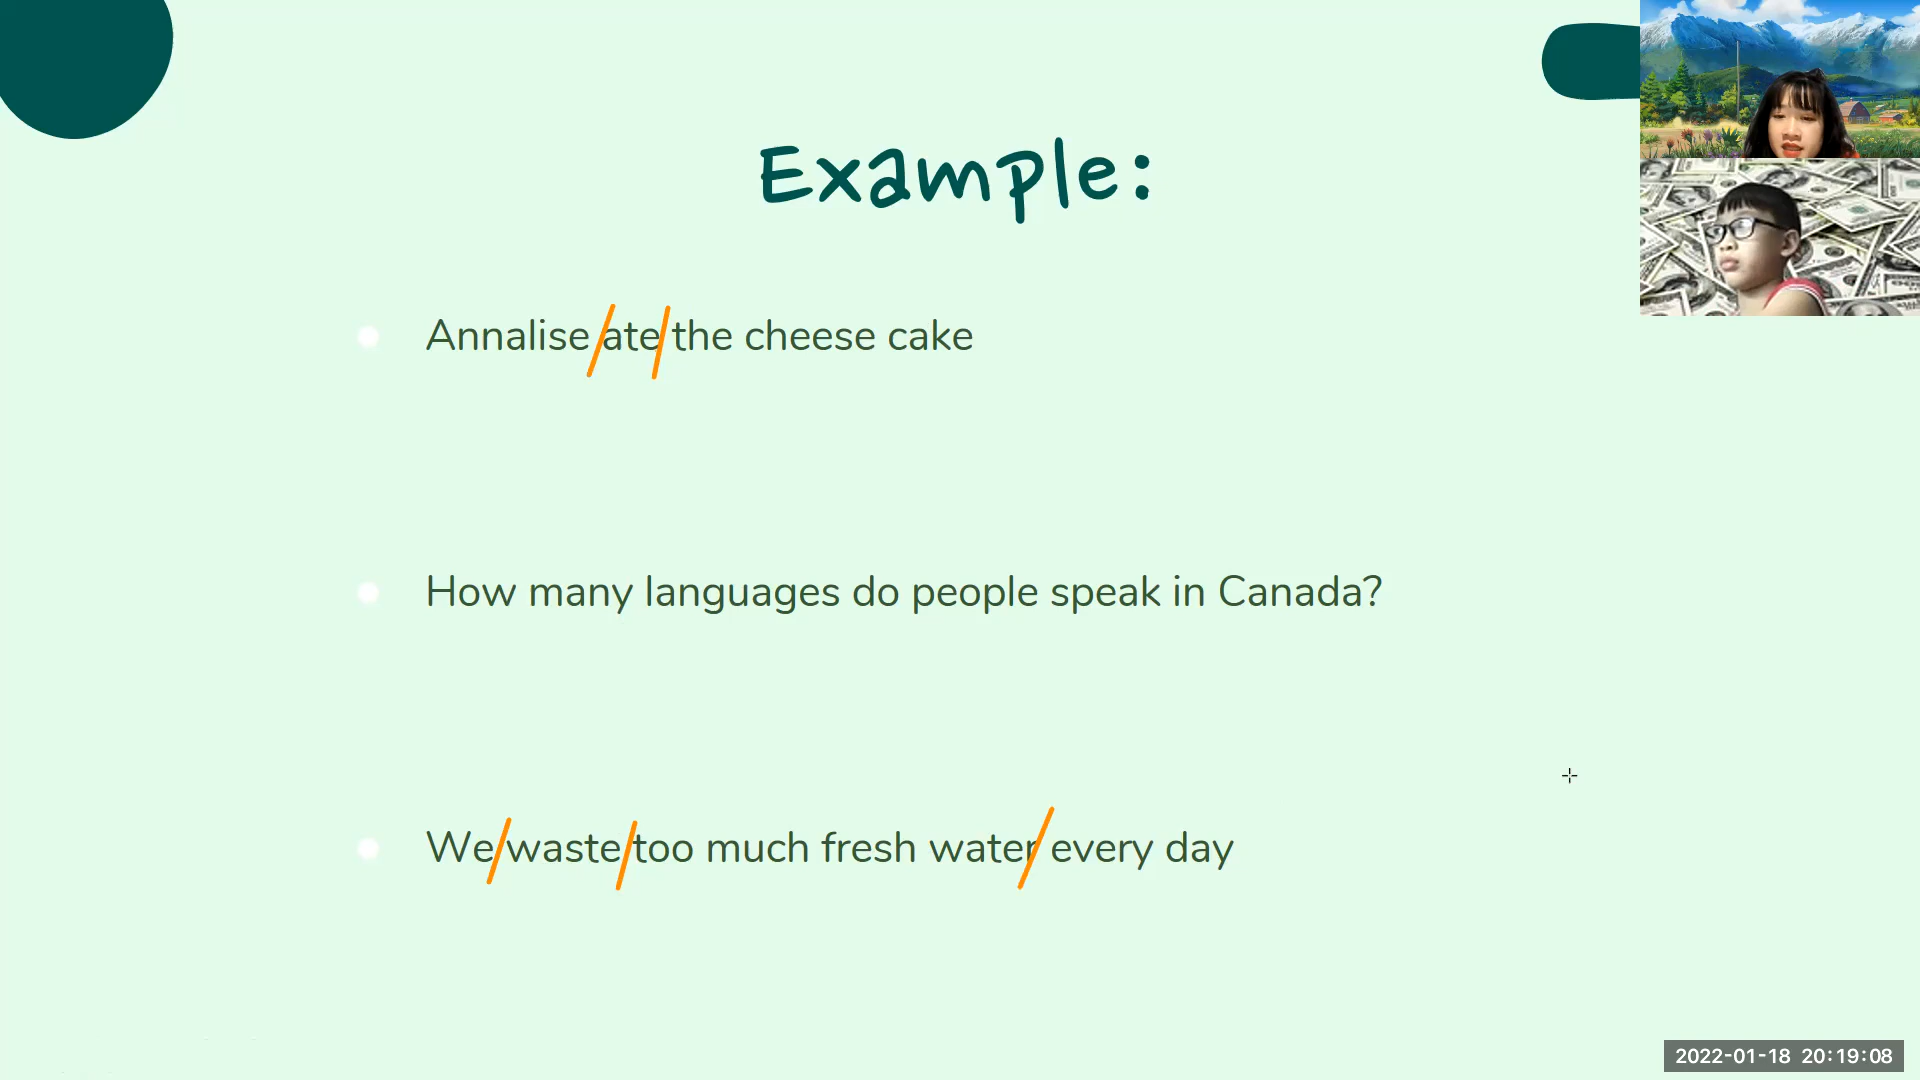 Example:
Annalise ate the cheese cake
How many languages do people speak in Canada?
We waste too much fresh water every day
2022-01-18 20:19:08